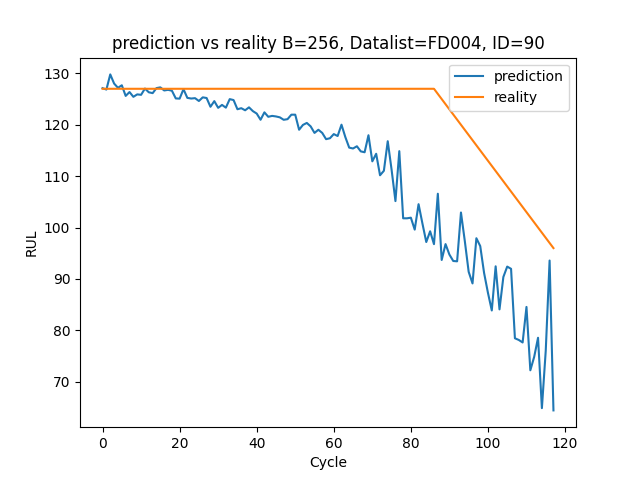 prediction vs reality B=256, Datalist=FD004, ID=90
prediction
reality
130
120
110
100
90
80
70
RUL
0 20 40 60 80 100 120
Cycle